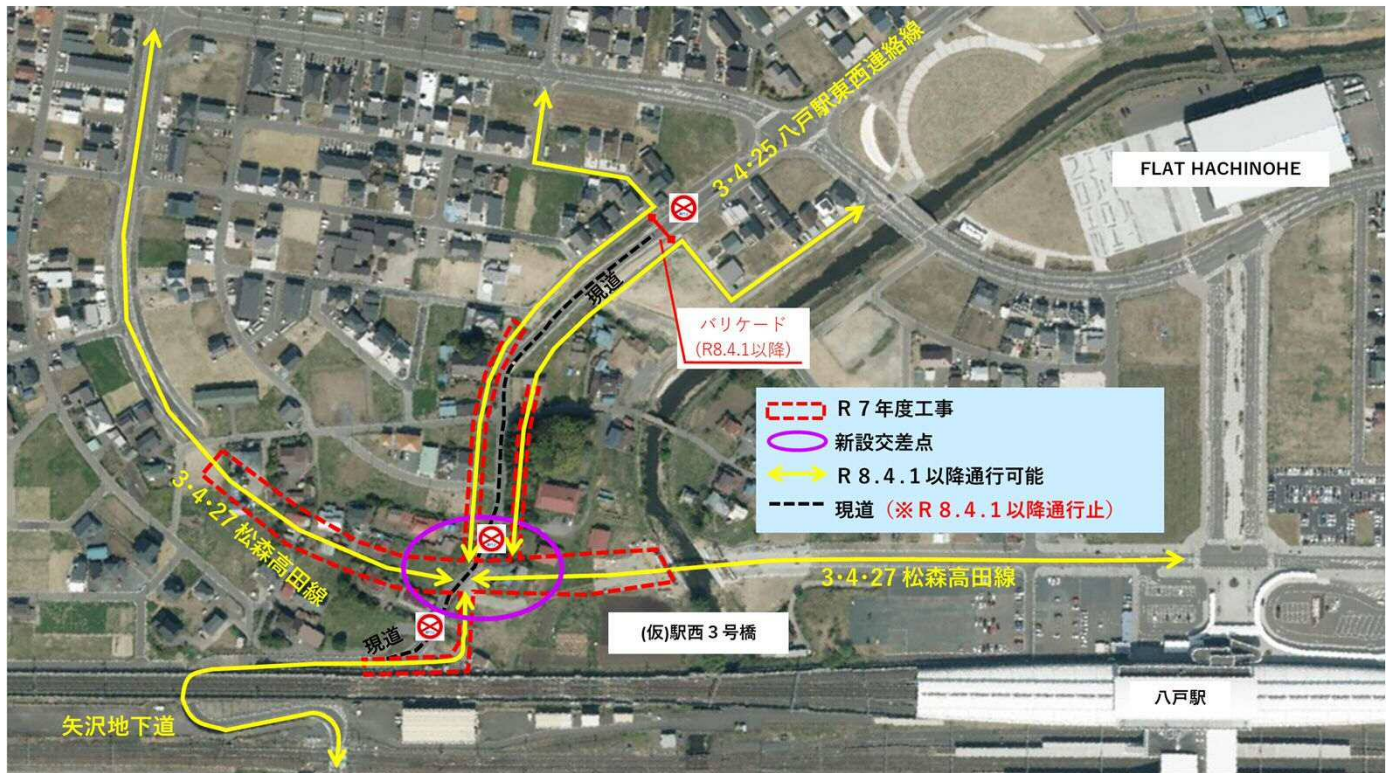 3・4・25 八戸駅東西連絡線
FLAT HACHINOHE
現道
バリケード
(R8.4.1以降)
R7年度工事
新設交差点
R8.4.1以降通行可能
現道(※R8.4.1以降通行止)
3・4・27 松森高田線
3・4・27 松森高田線
(仮)駅西3号橋
現道
八戸駅
矢沢地下道